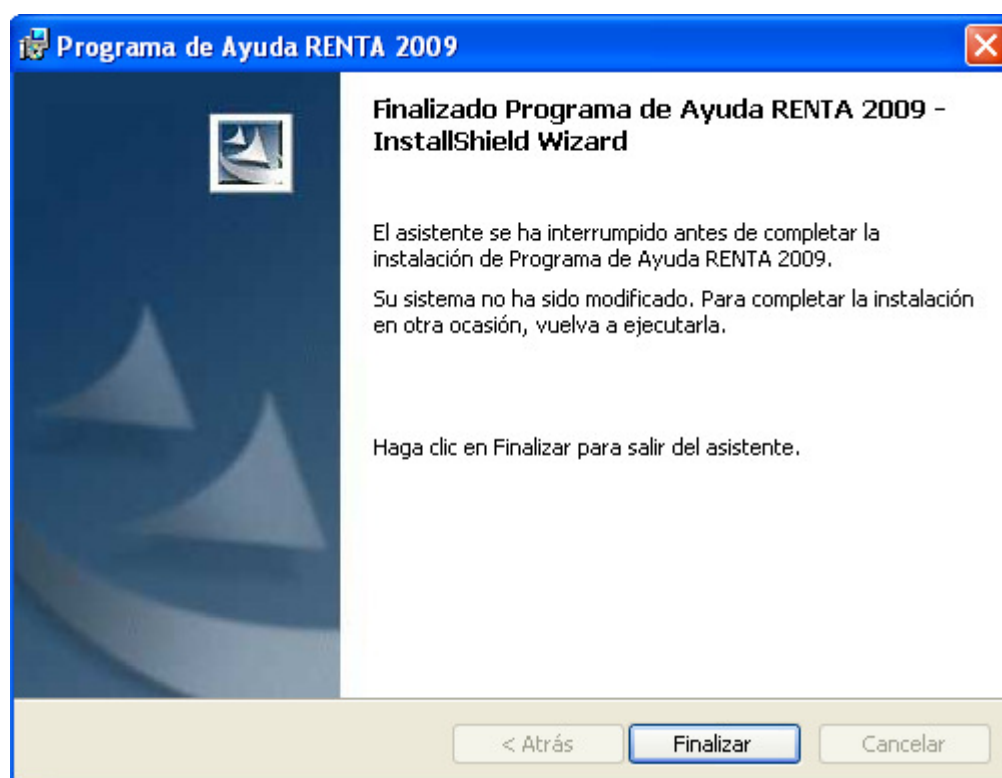 Programa de Ayuda RENTA 2009
Finalizado Programa de Ayuda RENTA 2009 -
InstallShield Wizard
El asistente se ha interrumpido antes de completar la
instalación de Programa de Ayuda RENTA 2009.
Su sistema no ha sido modificado. Para completar la instalación
en otra ocasión, vuelva a ejecutarla.
Haga clic en Finalizar para salir del asistente.
< Atrás
Finalizar
Cancelar